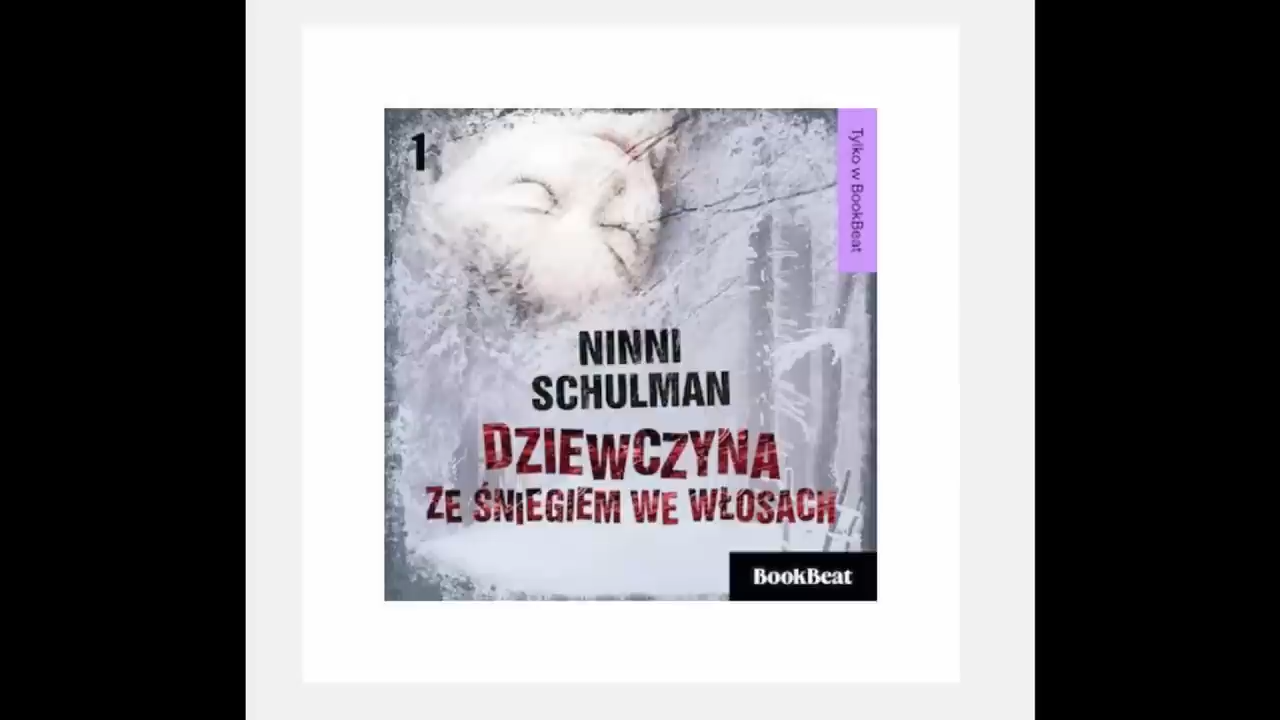 1
Tylko w BookBeat
NINNI
SCHULMAN
DZIEWCZYNA
ZE ŚNIEGIEM WE WŁOSACH
BookBeat